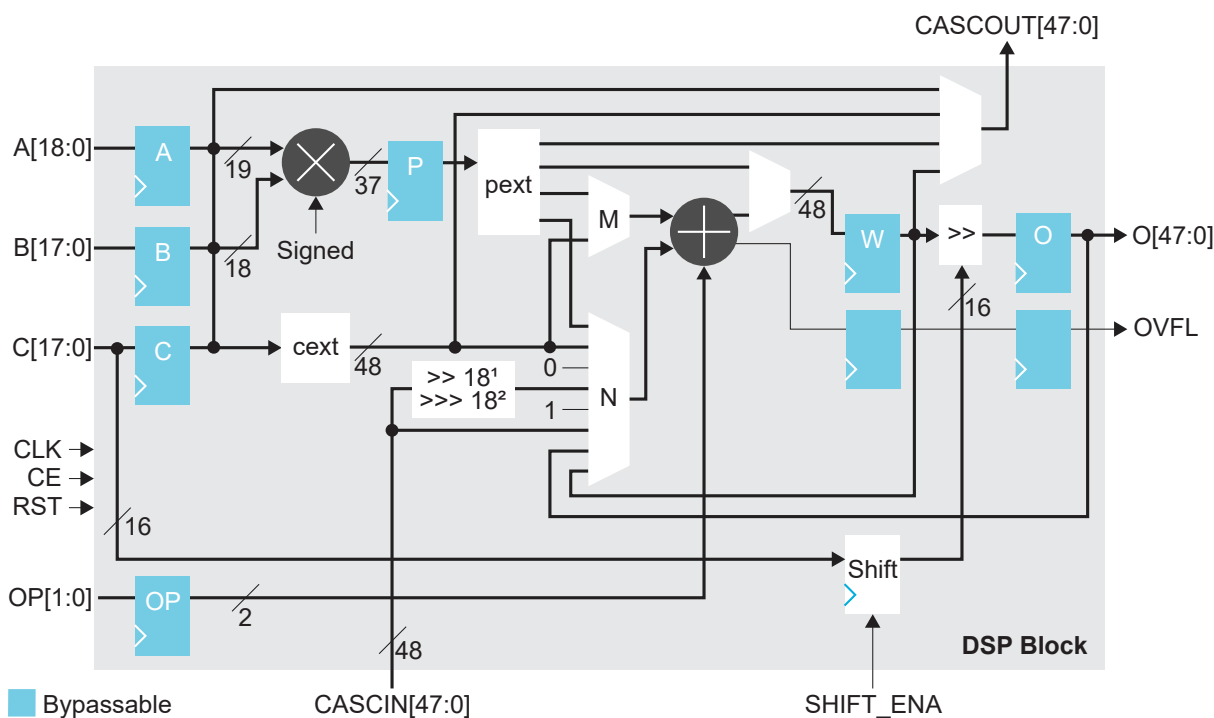 CASCOUT[47:0]
A[18:0]
A
19
37
P
pext
M
48
Signed
B[17:0]
B
18
W
>>
O
O[47:0]
16
C[17:0]
C
cext
48
0
OVFL
>> 18¹
>>> 18²
N
1
CLK
CE
RST
16
Shift
OP[1:0]
OP
2
48
DSP Block
Bypassable
CASCIN[47:0]
SHIFT_ENA